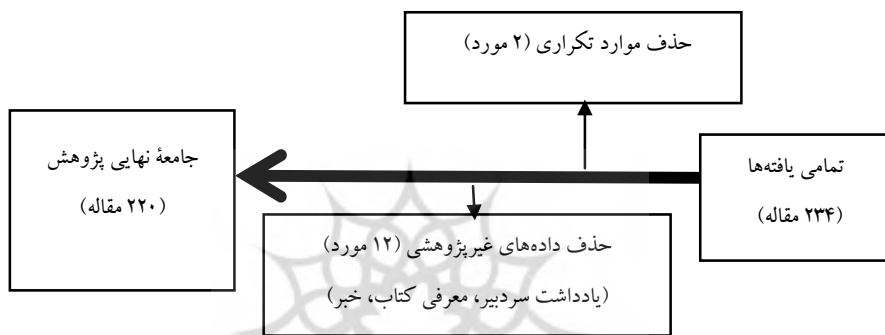 حذف موارد تکراری (۲ مورد)
تمامی یافته‌ها
(۲۳۴ مقاله)
جامعهٔ نهایی پژوهش
(۲۲۰ مقاله)
حذف داده‌های غیرپژوهشی (۱۲ مورد)
(یادداشت سردبیر، معرفی کتاب، خبر)